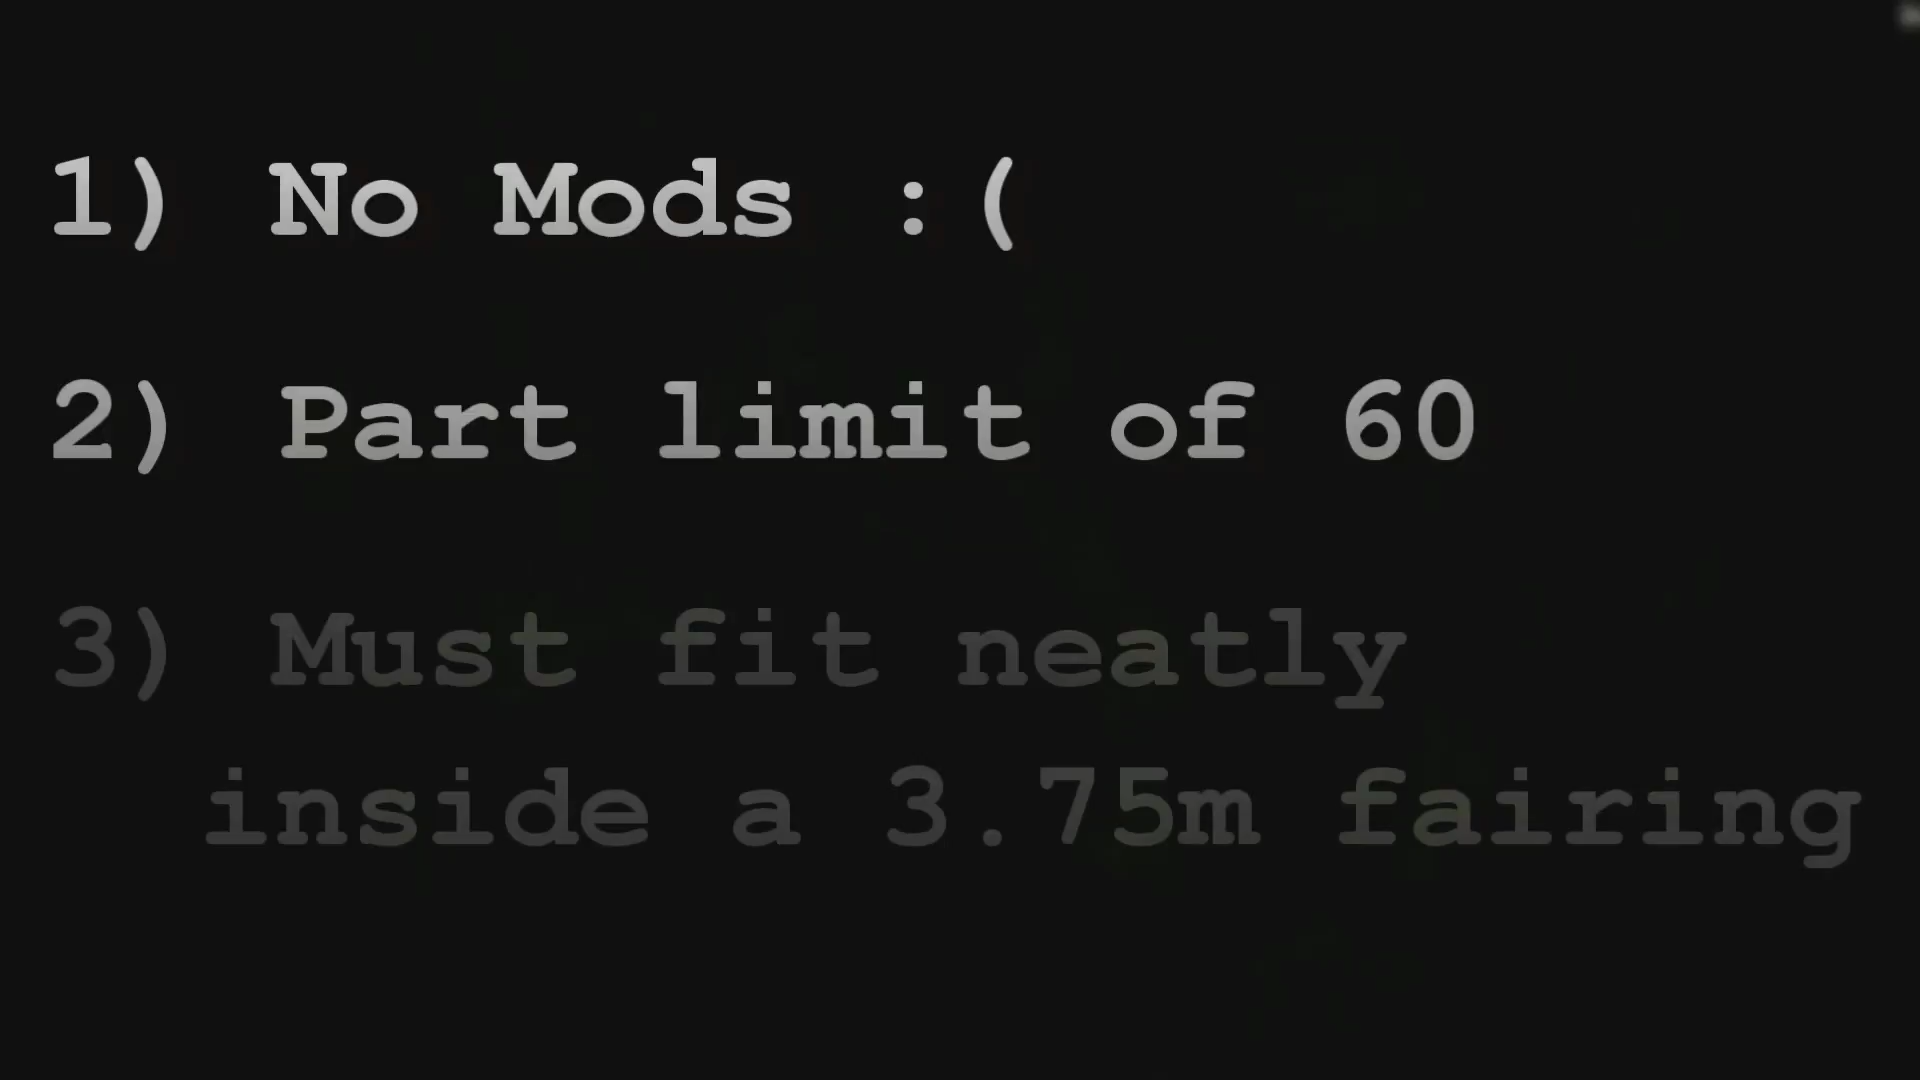 1) No Mods :(
2) Part limit of 60
3) Must fit neatly
inside a 3.75m fairing